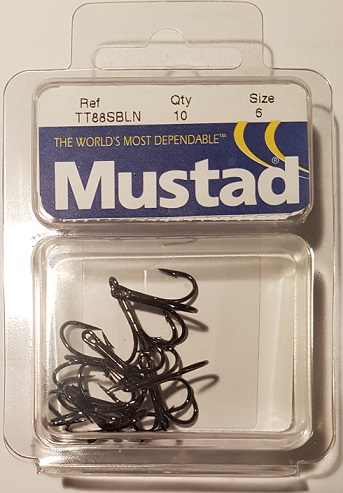 Ref Qty Size
TT88SBLN 10 6
THE WORLD'S MOST DEPENDABLE™
Mustad®